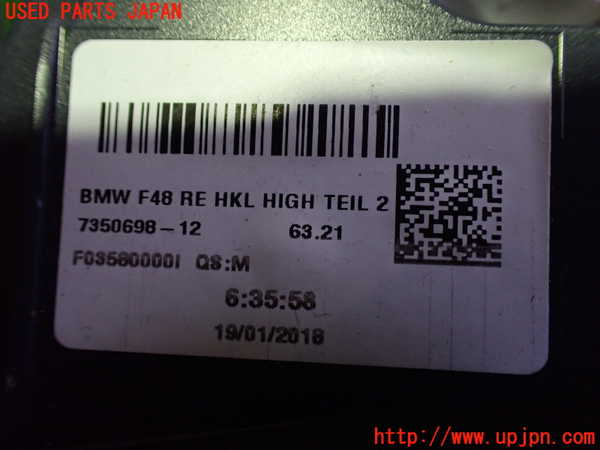 USED PARTS JAPAN
BMW F48 RE HKL HIGH TEIL 2
7350698-12 63.21
F03580000I QS:M
6:35:58
19/01/2018
http://www.upjpn.com/